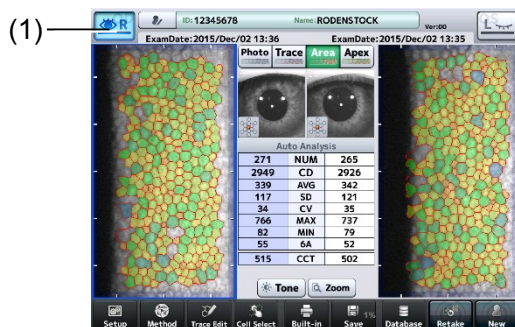 (1)
R
ID: 12345678
Name: RODENSTOCK
Ver:00
L
ExamDate:2015/Dec/02 13:36
ExamDate:2015/Dec/02 13:35
Photo
Trace
Area
Apex
Auto Analysis
271 NUM 265
2949 CD 2926
339 AVG 342
117 SD 121
34 CV 35
766 MAX 737
82 MIN 79
55 6A 52
515 CCT 502
Tone
Zoom
1%
Setup
Method
Trace Edit
Cell Select
Built-in
Save
Database
Retake
New